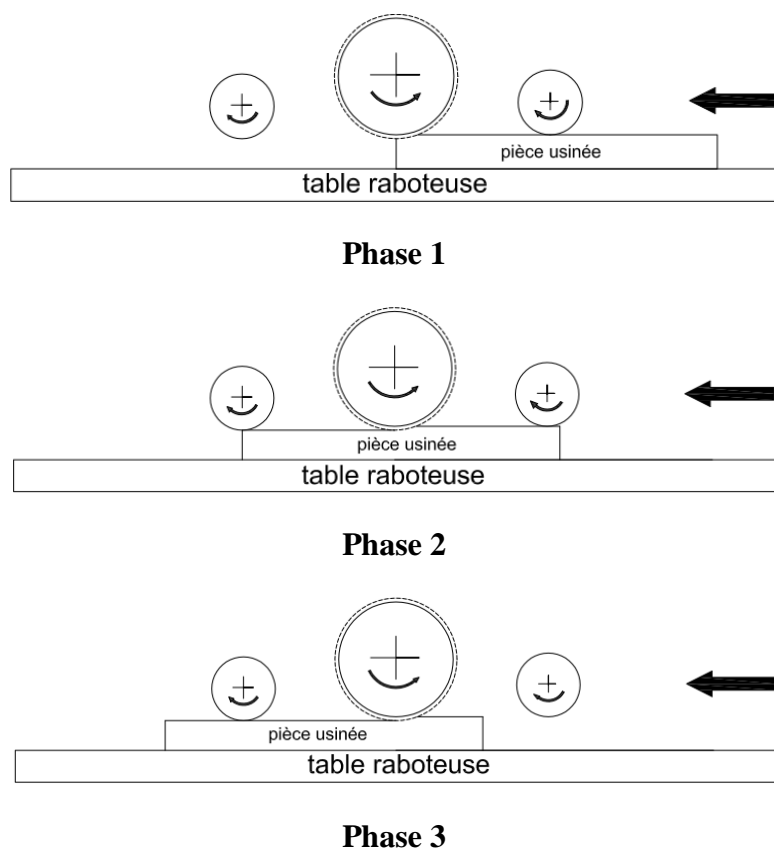 pièce usinée
table raboteuse
Phase 1
pièce usinée
table raboteuse
Phase 2
pièce usinée
table raboteuse
Phase 3